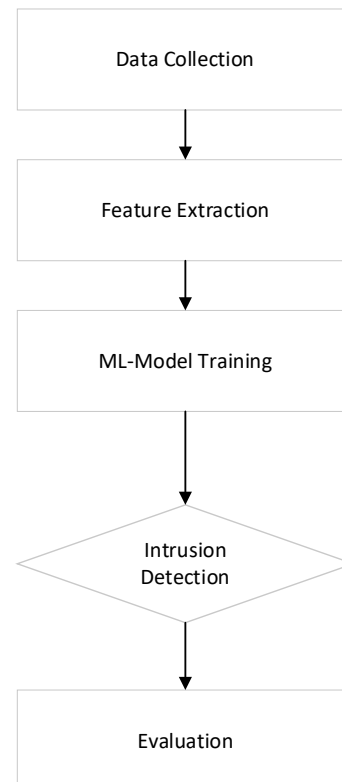 Data Collection
Feature Extraction
ML-Model Training
Intrusion
Detection
Evaluation